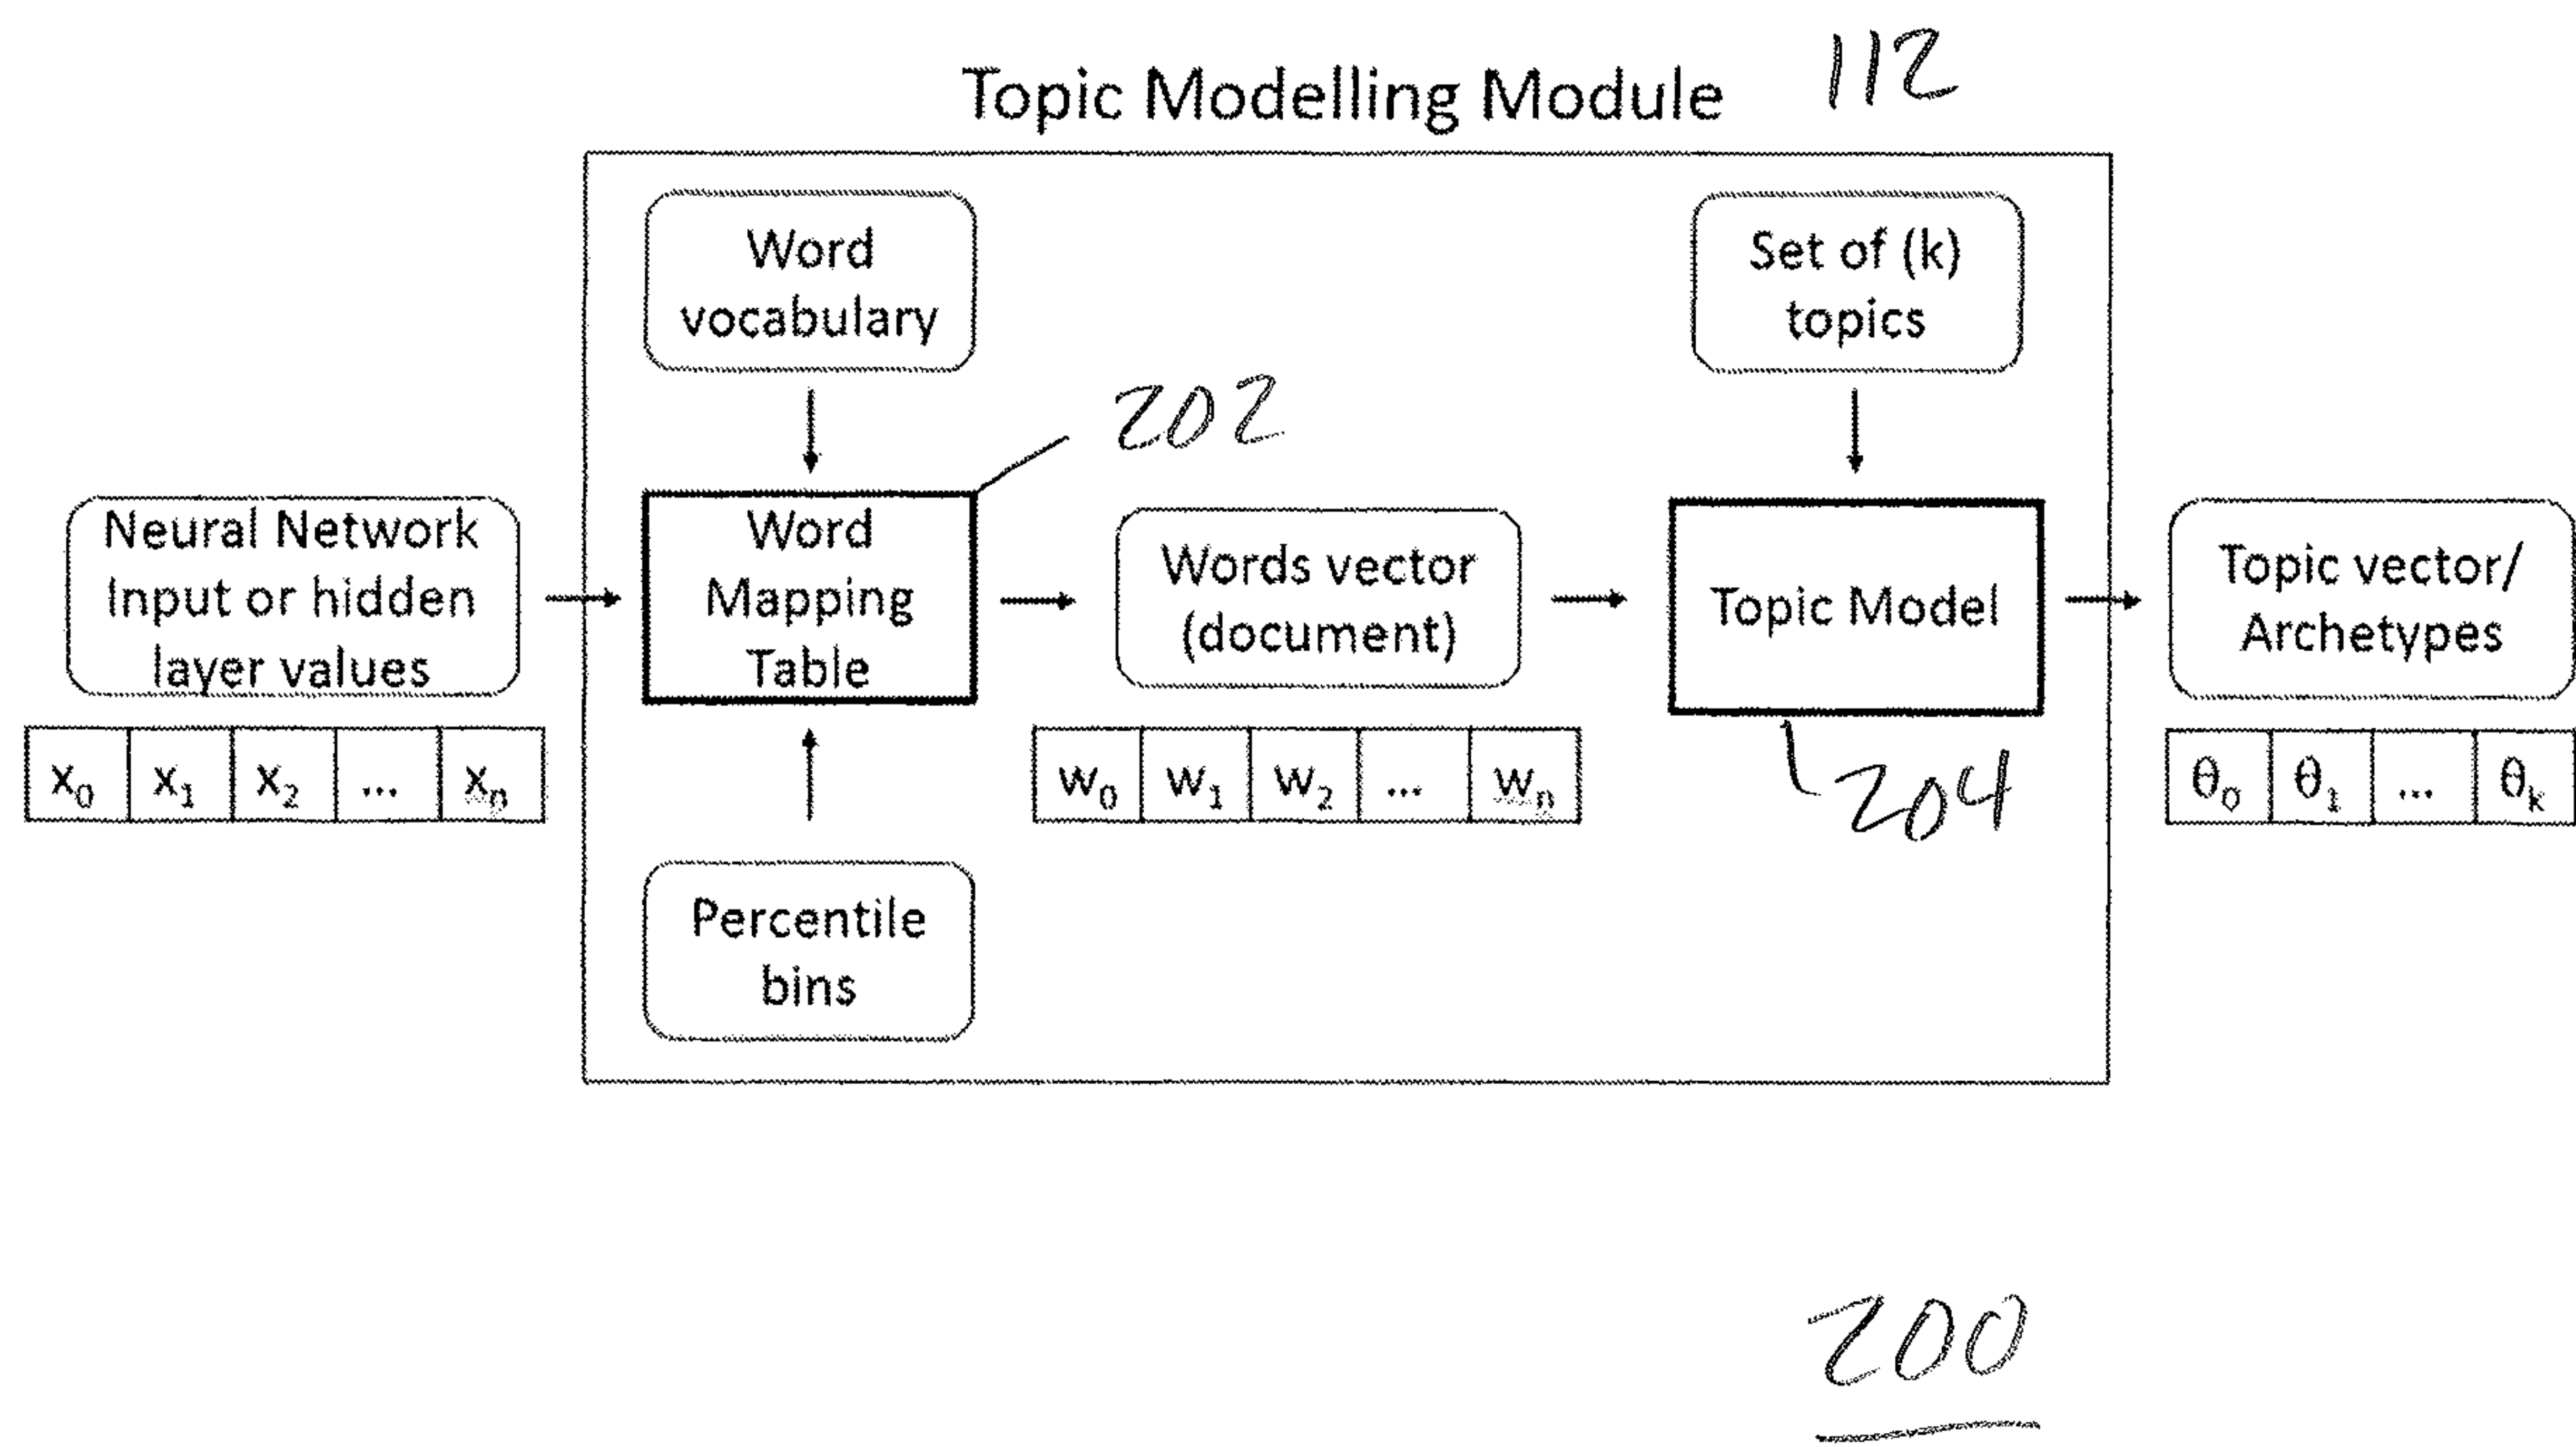 Topic Modelling Module 112
Word
vocabulary
Set of (k)
topics
202
Neural Network
Input or hidden
layer values
Word
Mapping
Table
Words vector
(document)
Topic Model
Topic vector/
Archetypes
x₀ x₁ x₂ ... xₙ
w₀ w₁ w₂ ... wₙ
204
θ₀ θ₁ ... θₖ
Percentile
bins
200